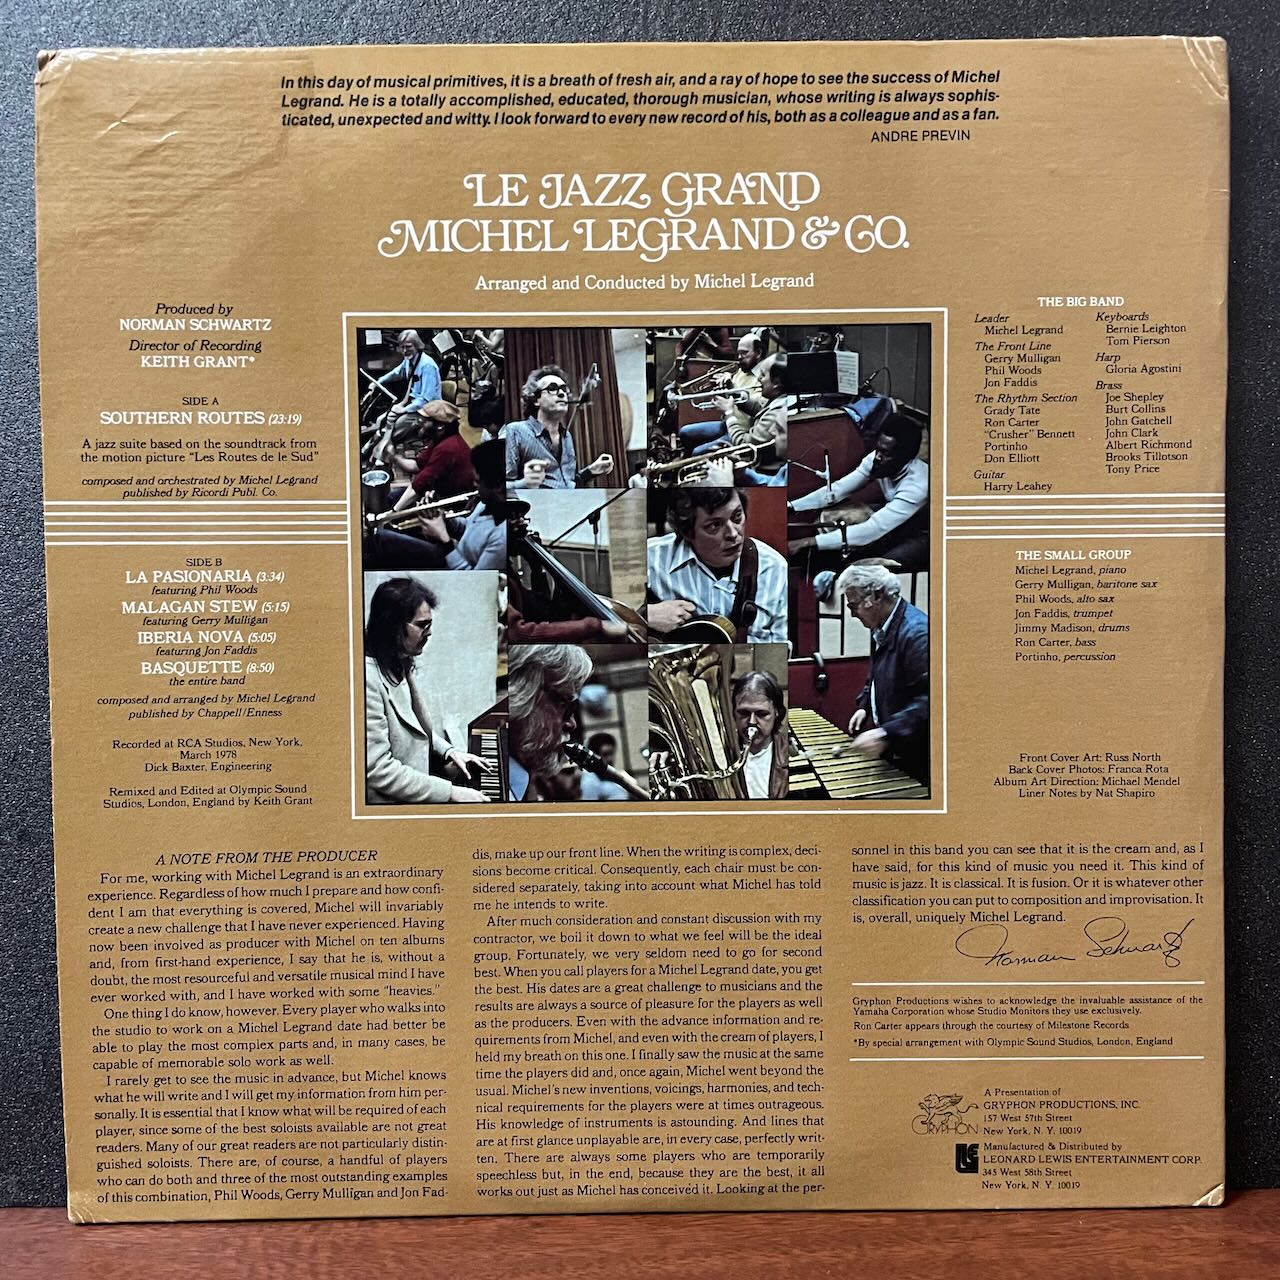 In this day of musical primitives, it is a breath of fresh air, and a ray of hope to see the success of Michel
Legrand. He is a totally accomplished, educated, thorough musician, whose writing is always sophis-
ticated, unexpected and witty. I look forward to every new record of his, both as a colleague and as a fan.
ANDRE PREVIN
LE JAZZ GRAND
MICHEL LEGRAND & CO.
Arranged and Conducted by Michel Legrand
Produced by
NORMAN SCHWARTZ
Director of Recording
KEITH GRANT*
SIDE A
SOUTHERN ROUTES (23:19)
A jazz suite based on the soundtrack from
the motion picture "Les Routes de le Sud"
composed and orchestrated by Michel Legrand
published by Ricordi Publ. Co.
SIDE B
LA PASIONARIA (3:34)
featuring Phil Woods
MALAGAN STEW (5:15)
featuring Gerry Mulligan
IBERIA NOVA (5:05)
featuring Jon Faddis
BASQUETTE (8:50)
the entire band
composed and arranged by Michel Legrand
published by Chappell/Enness
Recorded at RCA Studios, New York,
March 1978
Dick Baxter, Engineering
Remixed and Edited at Olympic Sound
Studios, London, England by Keith Grant
THE BIG BAND
Leader
Michel Legrand
The Front Line
Gerry Mulligan
Phil Woods
Jon Faddis
The Rhythm Section
Grady Tate
Ron Carter
"Crusher" Bennett
Portinho
Don Elliott
Guitar
Harry Leahey
Keyboards
Bernie Leighton
Tom Pierson
Harp
Gloria Agostini
Brass
Joe Shepley
Burt Collins
John Gatchell
John Clark
Albert Richmond
Brooks Tillotson
Tony Price
THE SMALL GROUP
Michel Legrand, piano
Gerry Mulligan, baritone sax
Phil Woods, alto sax
Jon Faddis, trumpet
Jimmy Madison, drums
Ron Carter, bass
Portinho, percussion
Front Cover Art: Russ North
Back Cover Photos: Franca Rota
Album Art Direction: Michael Mendel
Liner Notes by Nat Shapiro
A NOTE FROM THE PRODUCER
For me, working with Michel Legrand is an extraordinary
experience. Regardless of how much I prepare and how confi-
dent I am that everything is covered, Michel will invariably
create a new challenge that I have never experienced. Having
now been involved as producer with Michel on ten albums
and, from first-hand experience, I say that he is, without a
doubt, the most resourceful and versatile musical mind I have
ever worked with, and I have worked with some "heavies."
One thing I do know, however. Every player who walks into
the studio to work on a Michel Legrand date had better be
able to play the most complex parts and, in many cases, be
capable of memorable solo work as well.
I rarely get to see the music in advance, but Michel knows
what he will write and I will get my information from him per-
sonally. It is essential that I know what will be required of each
player, since some of the best soloists available are not great
readers. Many of our great readers are not particularly distin-
guished soloists. There are, of course, a handful of players
who can do both and three of the most outstanding examples
of this combination, Phil Woods, Gerry Mulligan and Jon Fad-
dis, make up our front line. When the writing is complex, deci-
sions become critical. Consequently, each chair must be con-
sidered separately, taking into account what Michel has told
me he intends to write.
After much consideration and constant discussion with my
contractor, we boil it down to what we feel will be the ideal
group. Fortunately, we very seldom need to go for second
best. When you call players for a Michel Legrand date, you get
the best. His dates are a great challenge to musicians and the
results are always a source of pleasure for the players as well
as the producers. Even with the advance information and re-
quirements from Michel, and even with the cream of players, I
held my breath on this one. I finally saw the music at the same
time the players did and, once again, Michel went beyond the
usual. Michel's new inventions, voicings, harmonies, and tech-
nical requirements for the players were at times outrageous.
His knowledge of instruments is astounding. And lines that
are at first glance unplayable are, in every case, perfectly writ-
ten. There are always some players who are temporarily
speechless but, in the end, because they are the best, it all
works out just as Michel has conceived it. Looking at the per-
sonnel in this band you can see that it is the cream and, as I
have said, for this kind of music you need it. This kind of
music is jazz. It is classical. It is fusion. Or it is whatever other
classification you can put to composition and improvisation. It
is, overall, uniquely Michel Legrand.
Norman Schwartz
Gryphon Productions wishes to acknowledge the invaluable assistance of the
Yamaha Corporation whose Studio Monitors they use exclusively.
Ron Carter appears through the courtesy of Milestone Records
*By special arrangement with Olympic Sound Studios, London, England
GRYPHON
A Presentation of
GRYPHON PRODUCTIONS, INC.
157 West 57th Street
New York, N. Y. 10019
Manufactured & Distributed by
LEONARD LEWIS ENTERTAINMENT CORP.
345 West 58th Street
New York, N. Y. 10019